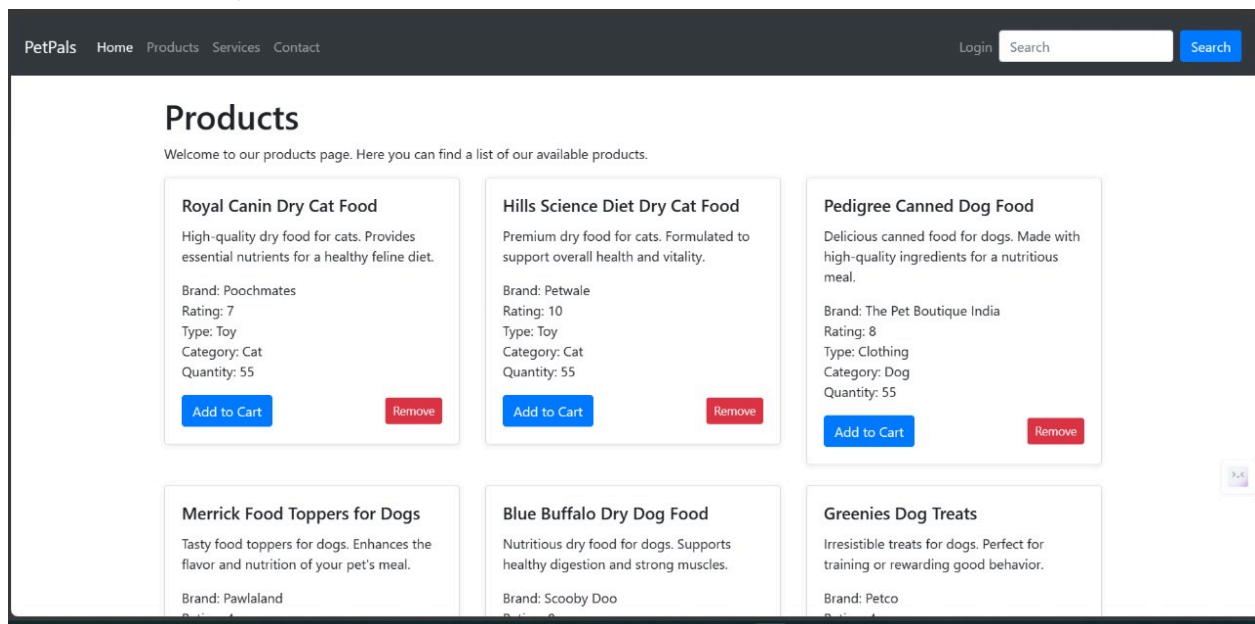 PetPals Home Products Services Contact Login Search Search
Products
Welcome to our products page. Here you can find a list of our available products.
Royal Canin Dry Cat Food
High-quality dry food for cats. Provides
essential nutrients for a healthy feline diet.
Brand: Poochmates
Rating: 7
Type: Toy
Category: Cat
Quantity: 55
Add to Cart Remove
Hills Science Diet Dry Cat Food
Premium dry food for cats. Formulated to
support overall health and vitality.
Brand: Petwale
Rating: 10
Type: Toy
Category: Cat
Quantity: 55
Add to Cart Remove
Pedigree Canned Dog Food
Delicious canned food for dogs. Made with
high-quality ingredients for a nutritious
meal.
Brand: The Pet Boutique India
Rating: 8
Type: Clothing
Category: Dog
Quantity: 55
Add to Cart Remove
Merrick Food Toppers for Dogs
Tasty food toppers for dogs. Enhances the
flavor and nutrition of your pet's meal.
Brand: Pawlaland
Blue Buffalo Dry Dog Food
Nutritious dry food for dogs. Supports
healthy digestion and strong muscles.
Brand: Scooby Doo
Greenies Dog Treats
Irresistible treats for dogs. Perfect for
training or rewarding good behavior.
Brand: Petco